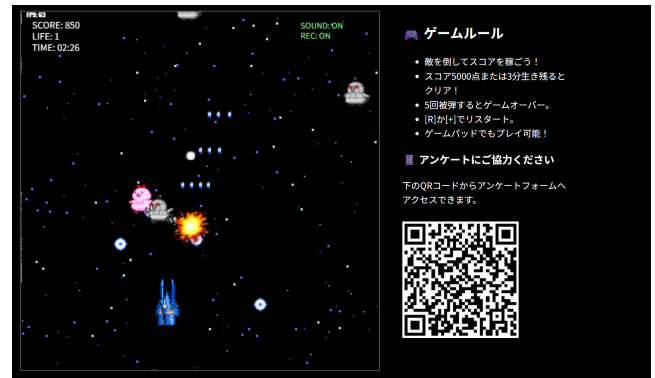 FPS: 63
SCORE: 850
LIFE: 1
TIME: 02:26
SOUND: ON
REC: ON
ゲームルール
敵を倒してスコアを稼ごう！
スコア5000点または3分生き残ると
クリア！
5回被弾するとゲームオーバー。
[R]か[+]でリスタート。
ゲームパッドでもプレイ可能！
アンケートにご協力ください
下のQRコードからアンケートフォームへ
アクセスできます。